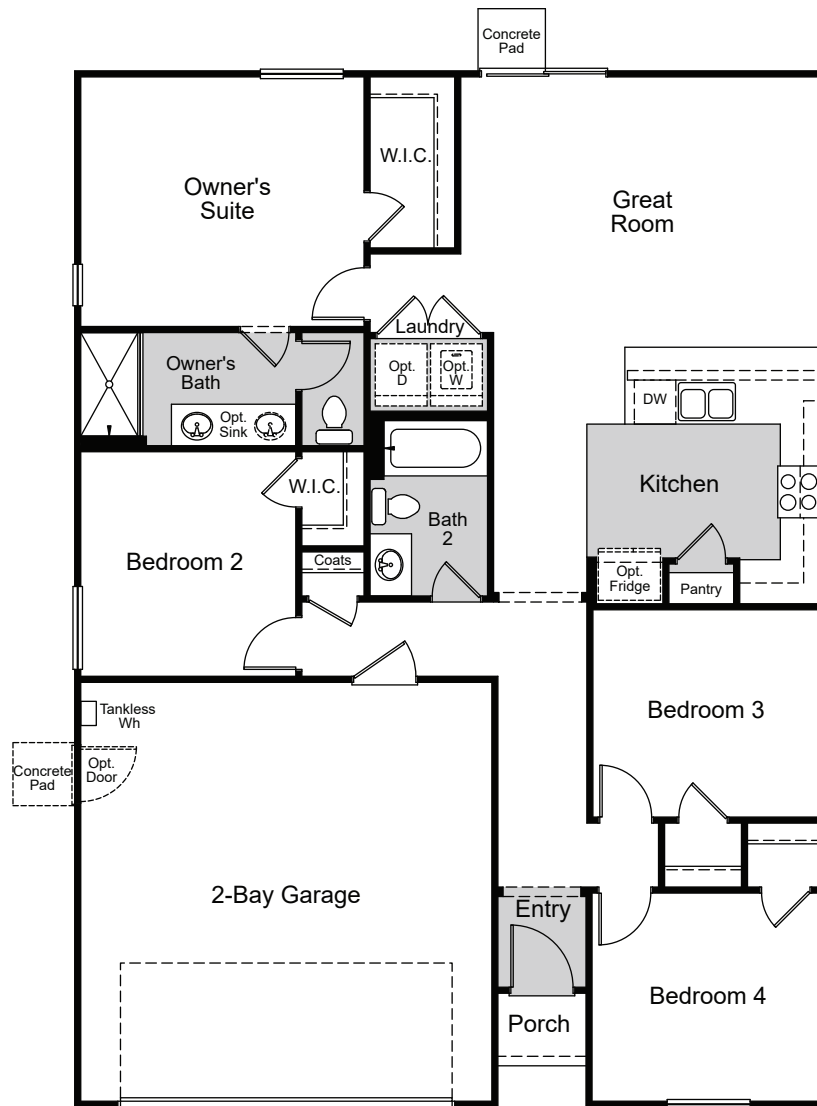 Concrete
Pad
W.I.C.
Owner's
Suite
Great
Room
Laundry
Owner's
Bath
Opt.
D
Opt.
W
DW
Opt.
Sink
Kitchen
W.I.C.
Bath
2
Bedroom 2
Coats
Opt.
Fridge
Pantry
Tankless
Wh
Bedroom 3
Concrete
Pad
Opt.
Door
2-Bay Garage
Entry
Bedroom 4
Porch